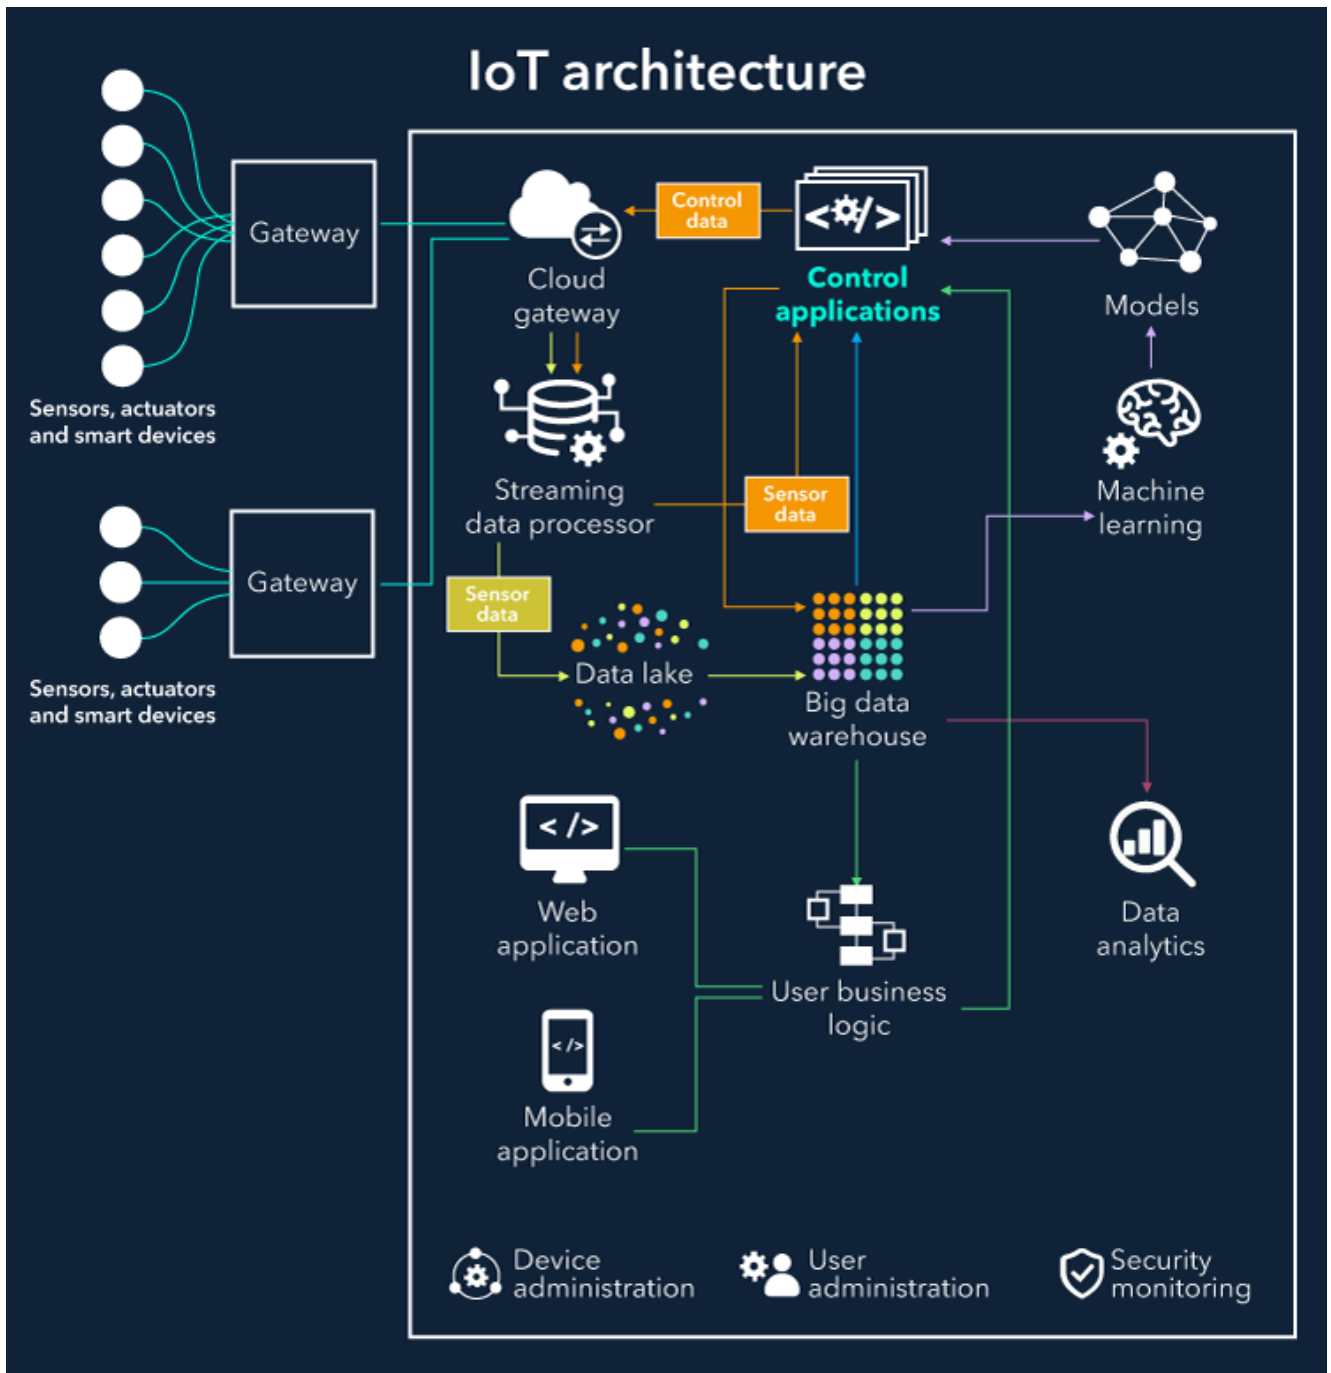 IoT architecture
Gateway
Sensors, actuators
and smart devices
Gateway
Sensors, actuators
and smart devices
Cloud
gateway
Control
data
</>
Control
applications
Models
Streaming
data processor
Sensor
data
Machine
learning
Sensor
data
Data lake
Big data
warehouse
</>
Web
application
User business
logic
Data
analytics
</>
Mobile
application
Device
administration
User
administration
Security
monitoring